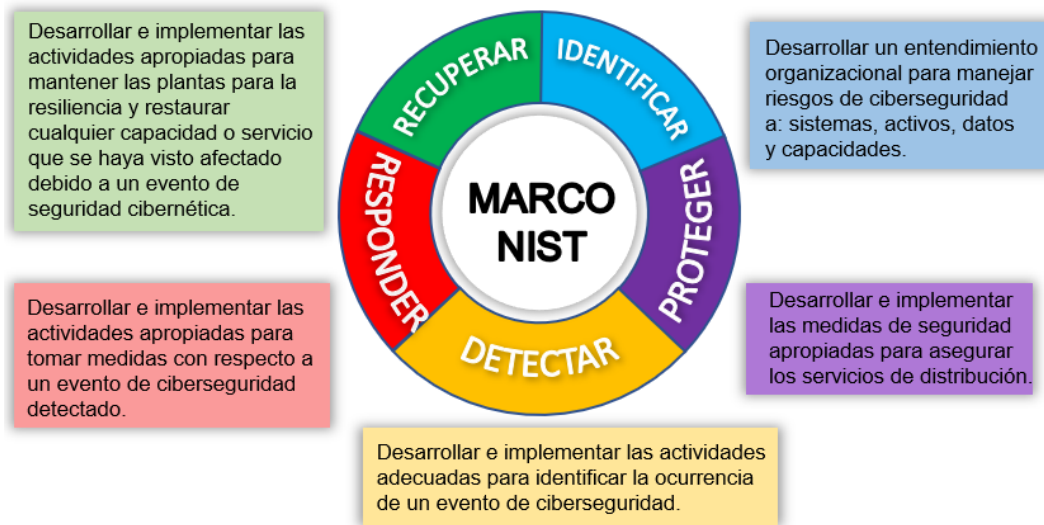 Desarrollar e implementar las
actividades apropiadas para
mantener las plantas para la
resiliencia y restaurar
cualquier capacidad o servicio
que se haya visto afectado
debido a un evento de
seguridad cibernética.
RECUPERAR
IDENTIFICAR
Desarrollar un entendimiento
organizacional para manejar
riesgos de ciberseguridad
a: sistemas, activos, datos
y capacidades.
MARCO
NIST
RESPONDER
PROTEGER
DETECTAR
Desarrollar e implementar las
actividades apropiadas para
tomar medidas con respecto a
un evento de ciberseguridad
detectado.
Desarrollar e implementar
las medidas de seguridad
apropiadas para asegurar
los servicios de distribución.
Desarrollar e implementar las actividades
adecuadas para identificar la ocurrencia
de un evento de ciberseguridad.